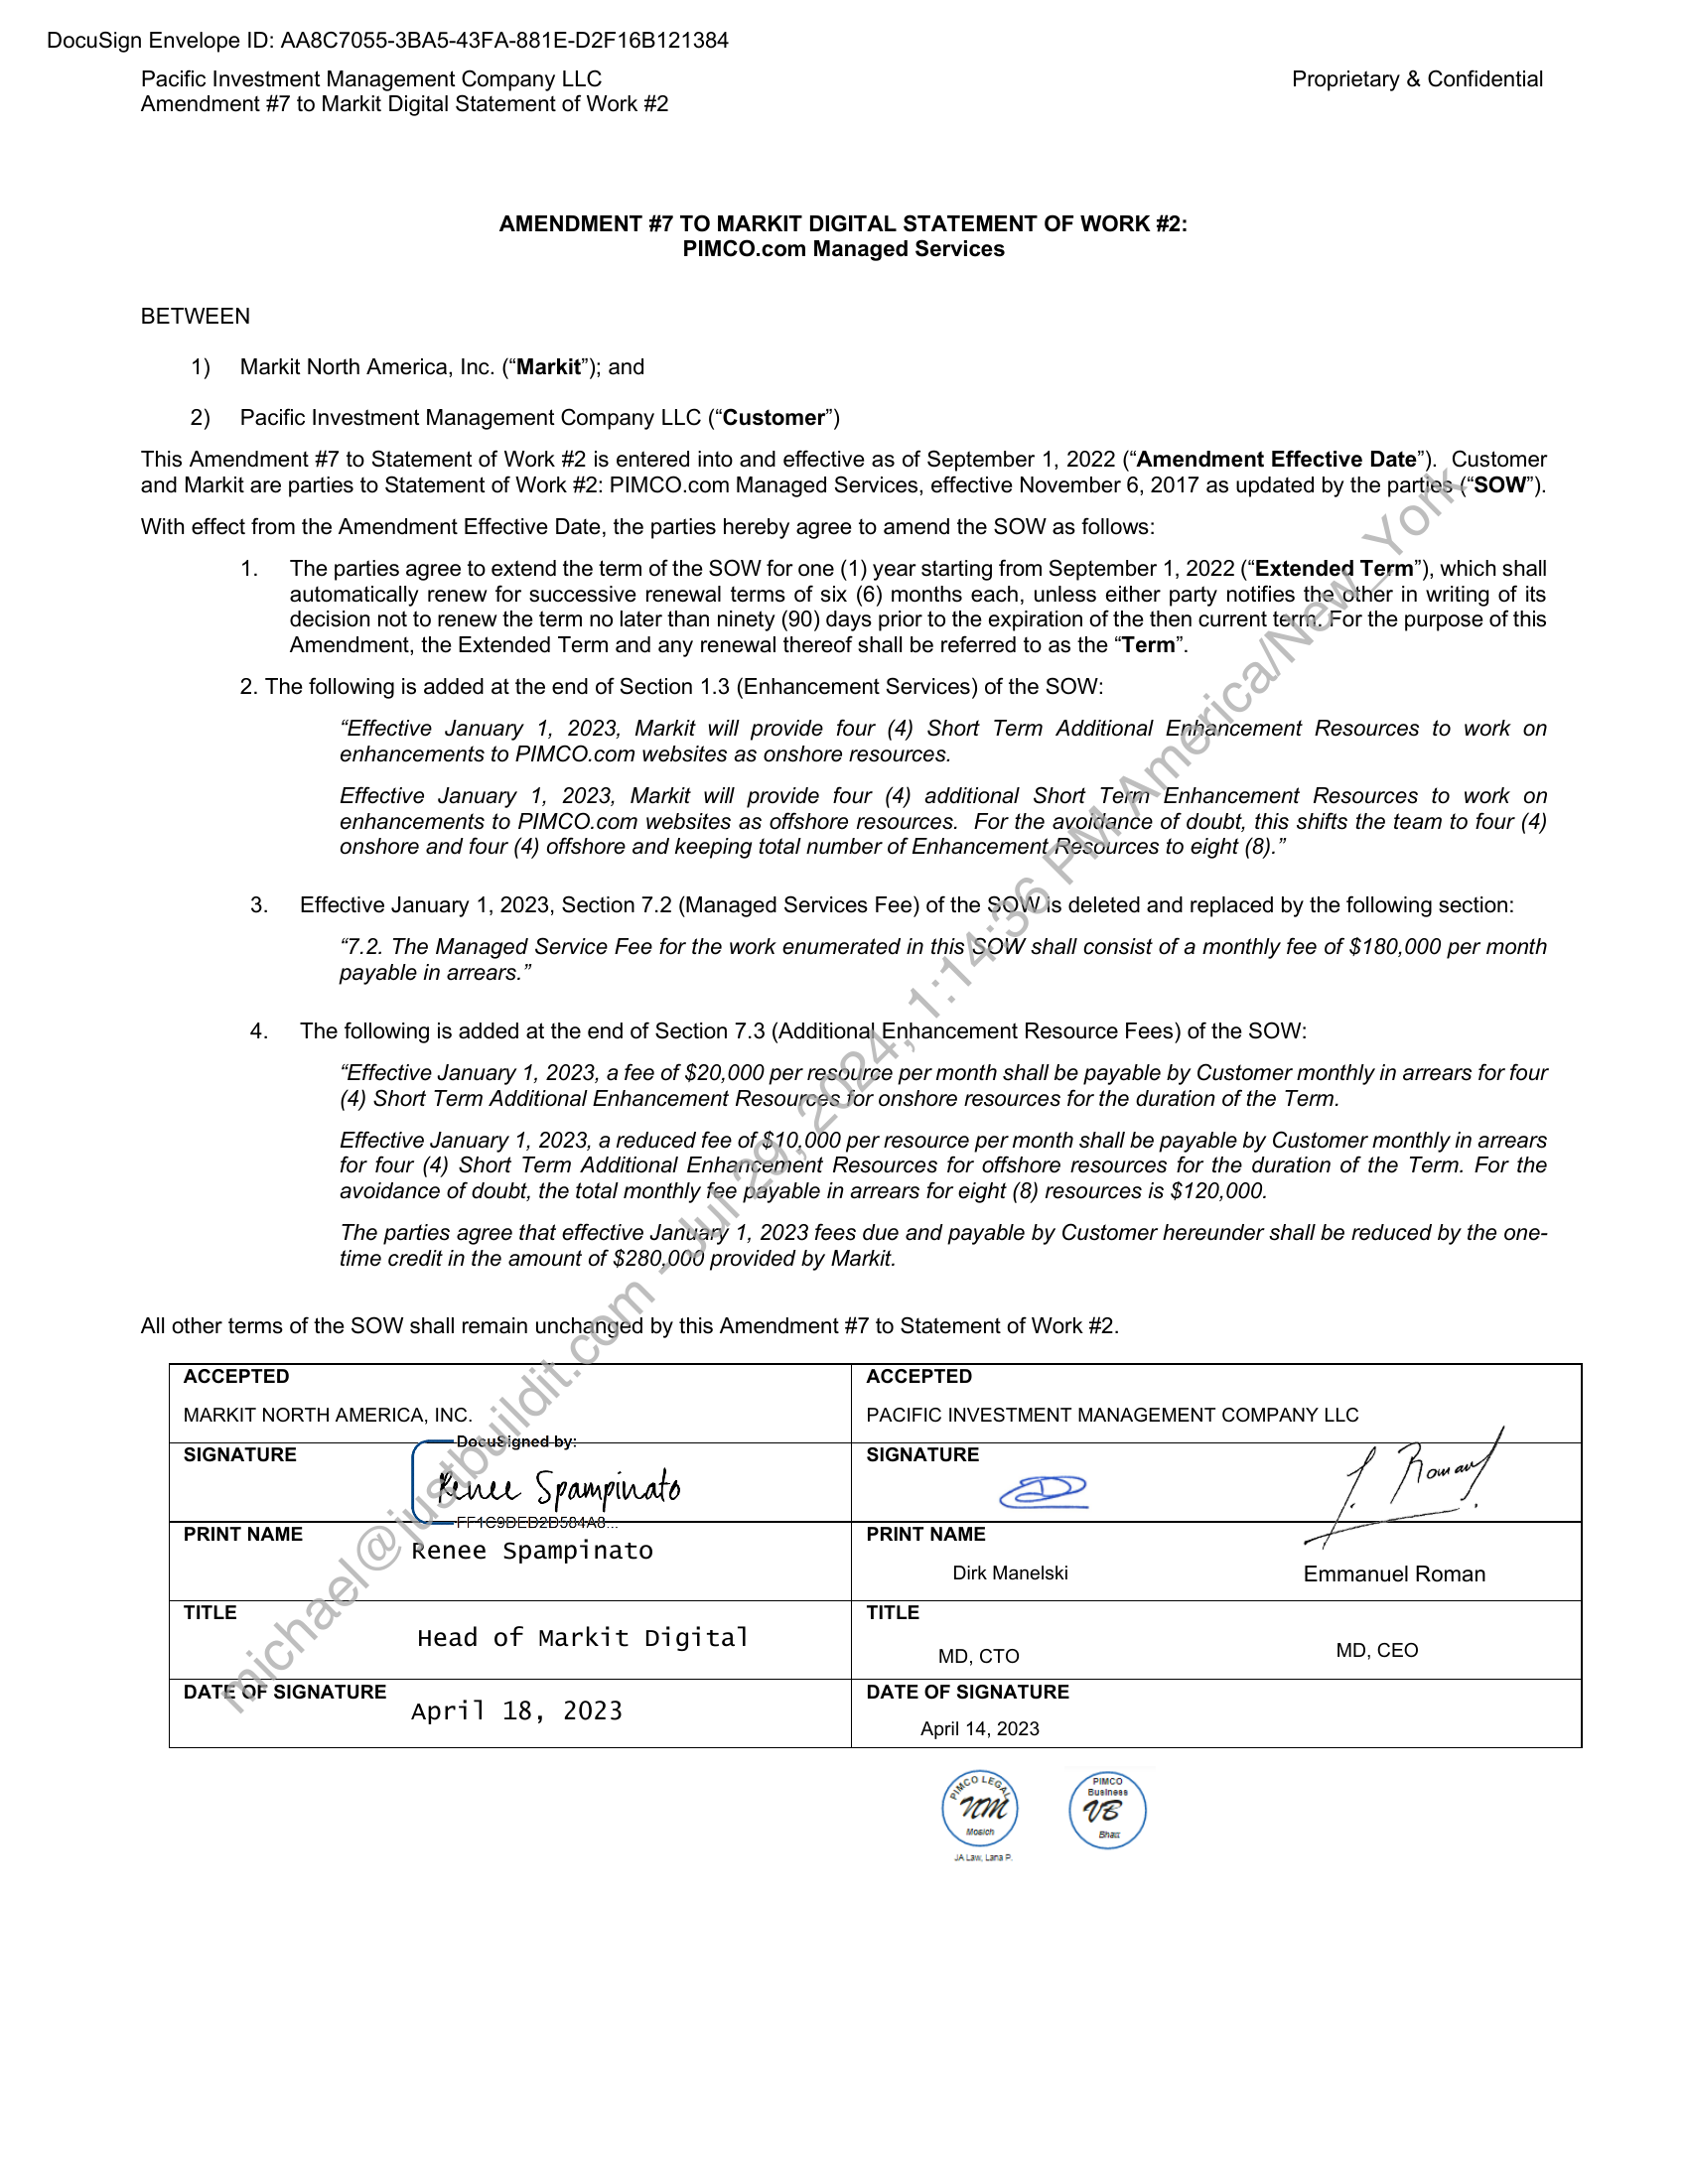 DocuSign Envelope ID: AA8C7055-3BA5-43FA-881E-D2F16B121384
Pacific Investment Management Company LLC
Proprietary & Confidential
Amendment #7 to Markit Digital Statement of Work #2
AMENDMENT #7 TO MARKIT DIGITAL STATEMENT OF WORK #2:
PIMCO.com Managed Services
BETWEEN
1) Markit North America, Inc. (“Markit”); and
2) Pacific Investment Management Company LLC (“Customer”)
This Amendment #7 to Statement of Work #2 is entered into and effective as of September 1, 2022 (“Amendment Effective Date”). Customer
and Markit are parties to Statement of Work #2: PIMCO.com Managed Services, effective November 6, 2017 as updated by the parties (“SOW”).
With effect from the Amendment Effective Date, the parties hereby agree to amend the SOW as follows:
1. The parties agree to extend the term of the SOW for one (1) year starting from September 1, 2022 (“Extended Term”), which shall
automatically renew for successive renewal terms of six (6) months each, unless either party notifies the other in writing of its
decision not to renew the term no later than ninety (90) days prior to the expiration of the then current term. For the purpose of this
Amendment, the Extended Term and any renewal thereof shall be referred to as the “Term”.
2. The following is added at the end of Section 1.3 (Enhancement Services) of the SOW:
“Effective January 1, 2023, Markit will provide four (4) Short Term Additional Enhancement Resources to work on
enhancements to PIMCO.com websites as onshore resources.
Effective January 1, 2023, Markit will provide four (4) additional Short Term Enhancement Resources to work on
enhancements to PIMCO.com websites as offshore resources. For the avoidance of doubt, this shifts the team to four (4)
onshore and four (4) offshore and keeping total number of Enhancement Resources to eight (8).”
3. Effective January 1, 2023, Section 7.2 (Managed Services Fee) of the SOW is deleted and replaced by the following section:
“7.2. The Managed Service Fee for the work enumerated in this SOW shall consist of a monthly fee of $180,000 per month
payable in arrears.”
4. The following is added at the end of Section 7.3 (Additional Enhancement Resource Fees) of the SOW:
“Effective January 1, 2023, a fee of $20,000 per resource per month shall be payable by Customer monthly in arrears for four
(4) Short Term Additional Enhancement Resources for onshore resources for the duration of the Term.
Effective January 1, 2023, a reduced fee of $10,000 per resource per month shall be payable by Customer monthly in arrears
for four (4) Short Term Additional Enhancement Resources for offshore resources for the duration of the Term. For the
avoidance of doubt, the total monthly fee payable in arrears for eight (8) resources is $120,000.
The parties agree that effective January 1, 2023 fees due and payable by Customer hereunder shall be reduced by the one-
time credit in the amount of $280,000 provided by Markit.
All other terms of the SOW shall remain unchanged by this Amendment #7 to Statement of Work #2.
ACCEPTED
MARKIT NORTH AMERICA, INC.
ACCEPTED
PACIFIC INVESTMENT MANAGEMENT COMPANY LLC
SIGNATURE
DocuSigned by:
Renee Spampinato
FF1C9DED2D584A8...
SIGNATURE
Roman
PRINT NAME
Renee Spampinato
PRINT NAME
Dirk Manelski
Emmanuel Roman
TITLE
Head of Markit Digital
TITLE
MD, CTO
MD, CEO
DATE OF SIGNATURE
April 18, 2023
DATE OF SIGNATURE
April 14, 2023
PIMCO LEGAL
NM
Mosich
JA Law, Lana P.
PIMCO
Business
VB
Bhatt
michael@justbuildit.com - Jul 29, 2024, 1:14:36 PM America/New_York